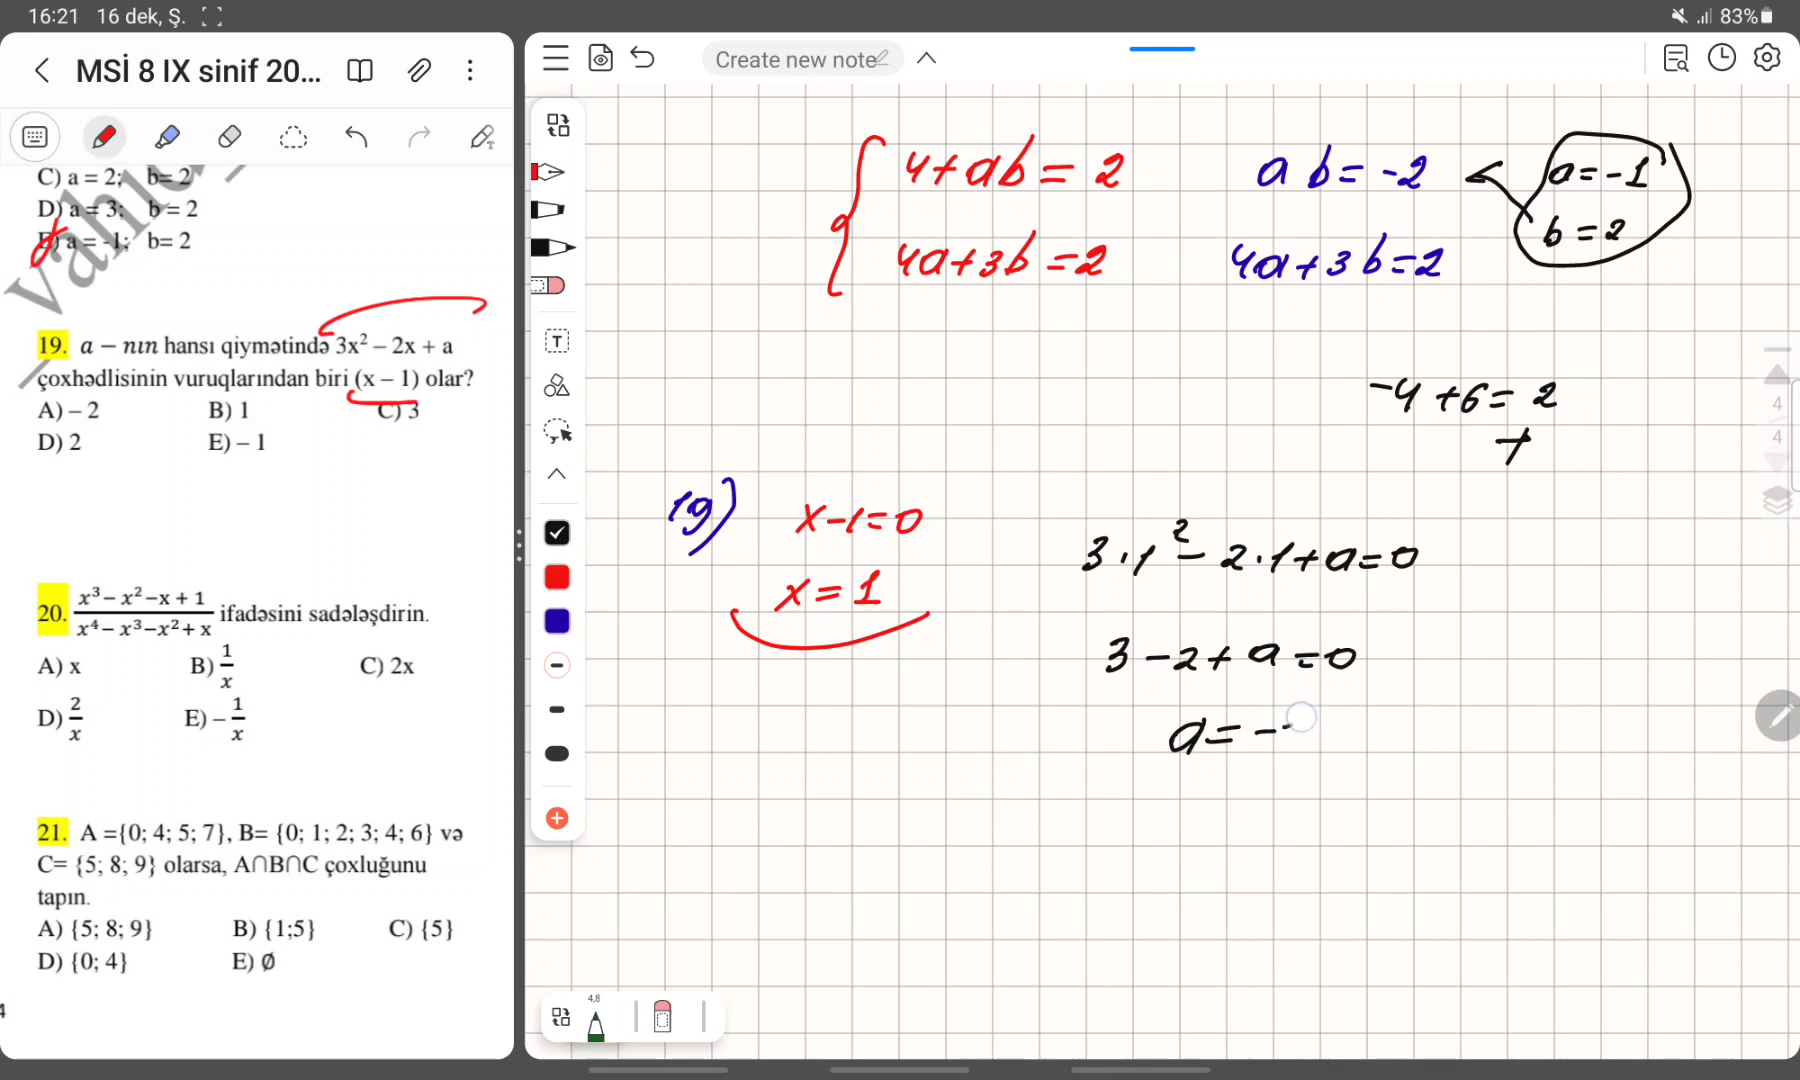 16:21 16 dek, Ş.
83%
MSİ 8 IX sinif 20...
C) a = 2; b= 2
D) a = 3; b = 2
E) a = -1; b= 2
19. a − nın hansı qiymətində 3x² – 2x + a
çoxhədlisinin vuruqlarından biri (x – 1) olar?
A) – 2 B) 1 C) 3
D) 2 E) – 1
20. x³– x²–x + 1 / x⁴– x³–x²+ x ifadəsini sadələşdirin.
A) x B) 1/x C) 2x
D) 2/x E) – 1/x
21. A ={0; 4; 5; 7}, B= {0; 1; 2; 3; 4; 6} və
C= {5; 8; 9} olarsa, A∩B∩C çoxluğunu
tapın.
A) {5; 8; 9} B) {1;5} C) {5}
D) {0; 4} E) ∅
4
Create new note
4+ab=2 ab=-2 a=-1
b=2
4a+3b=2 4a+3b=2
-4+6=2
19) x-1=0
x=1
3·1²-2·1+a=0
3-2+a=0
a=-
4
4
4,8
T